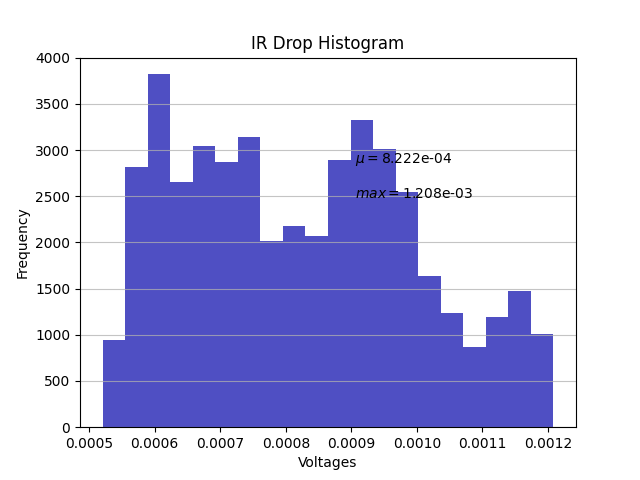 IR Drop Histogram
4000
3500
3000
2500
2000
1500
1000
500
0
Frequency
μ = 8.222e-04
max = 1.208e-03
0.0005 0.0006 0.0007 0.0008 0.0009 0.0010 0.0011 0.0012
Voltages